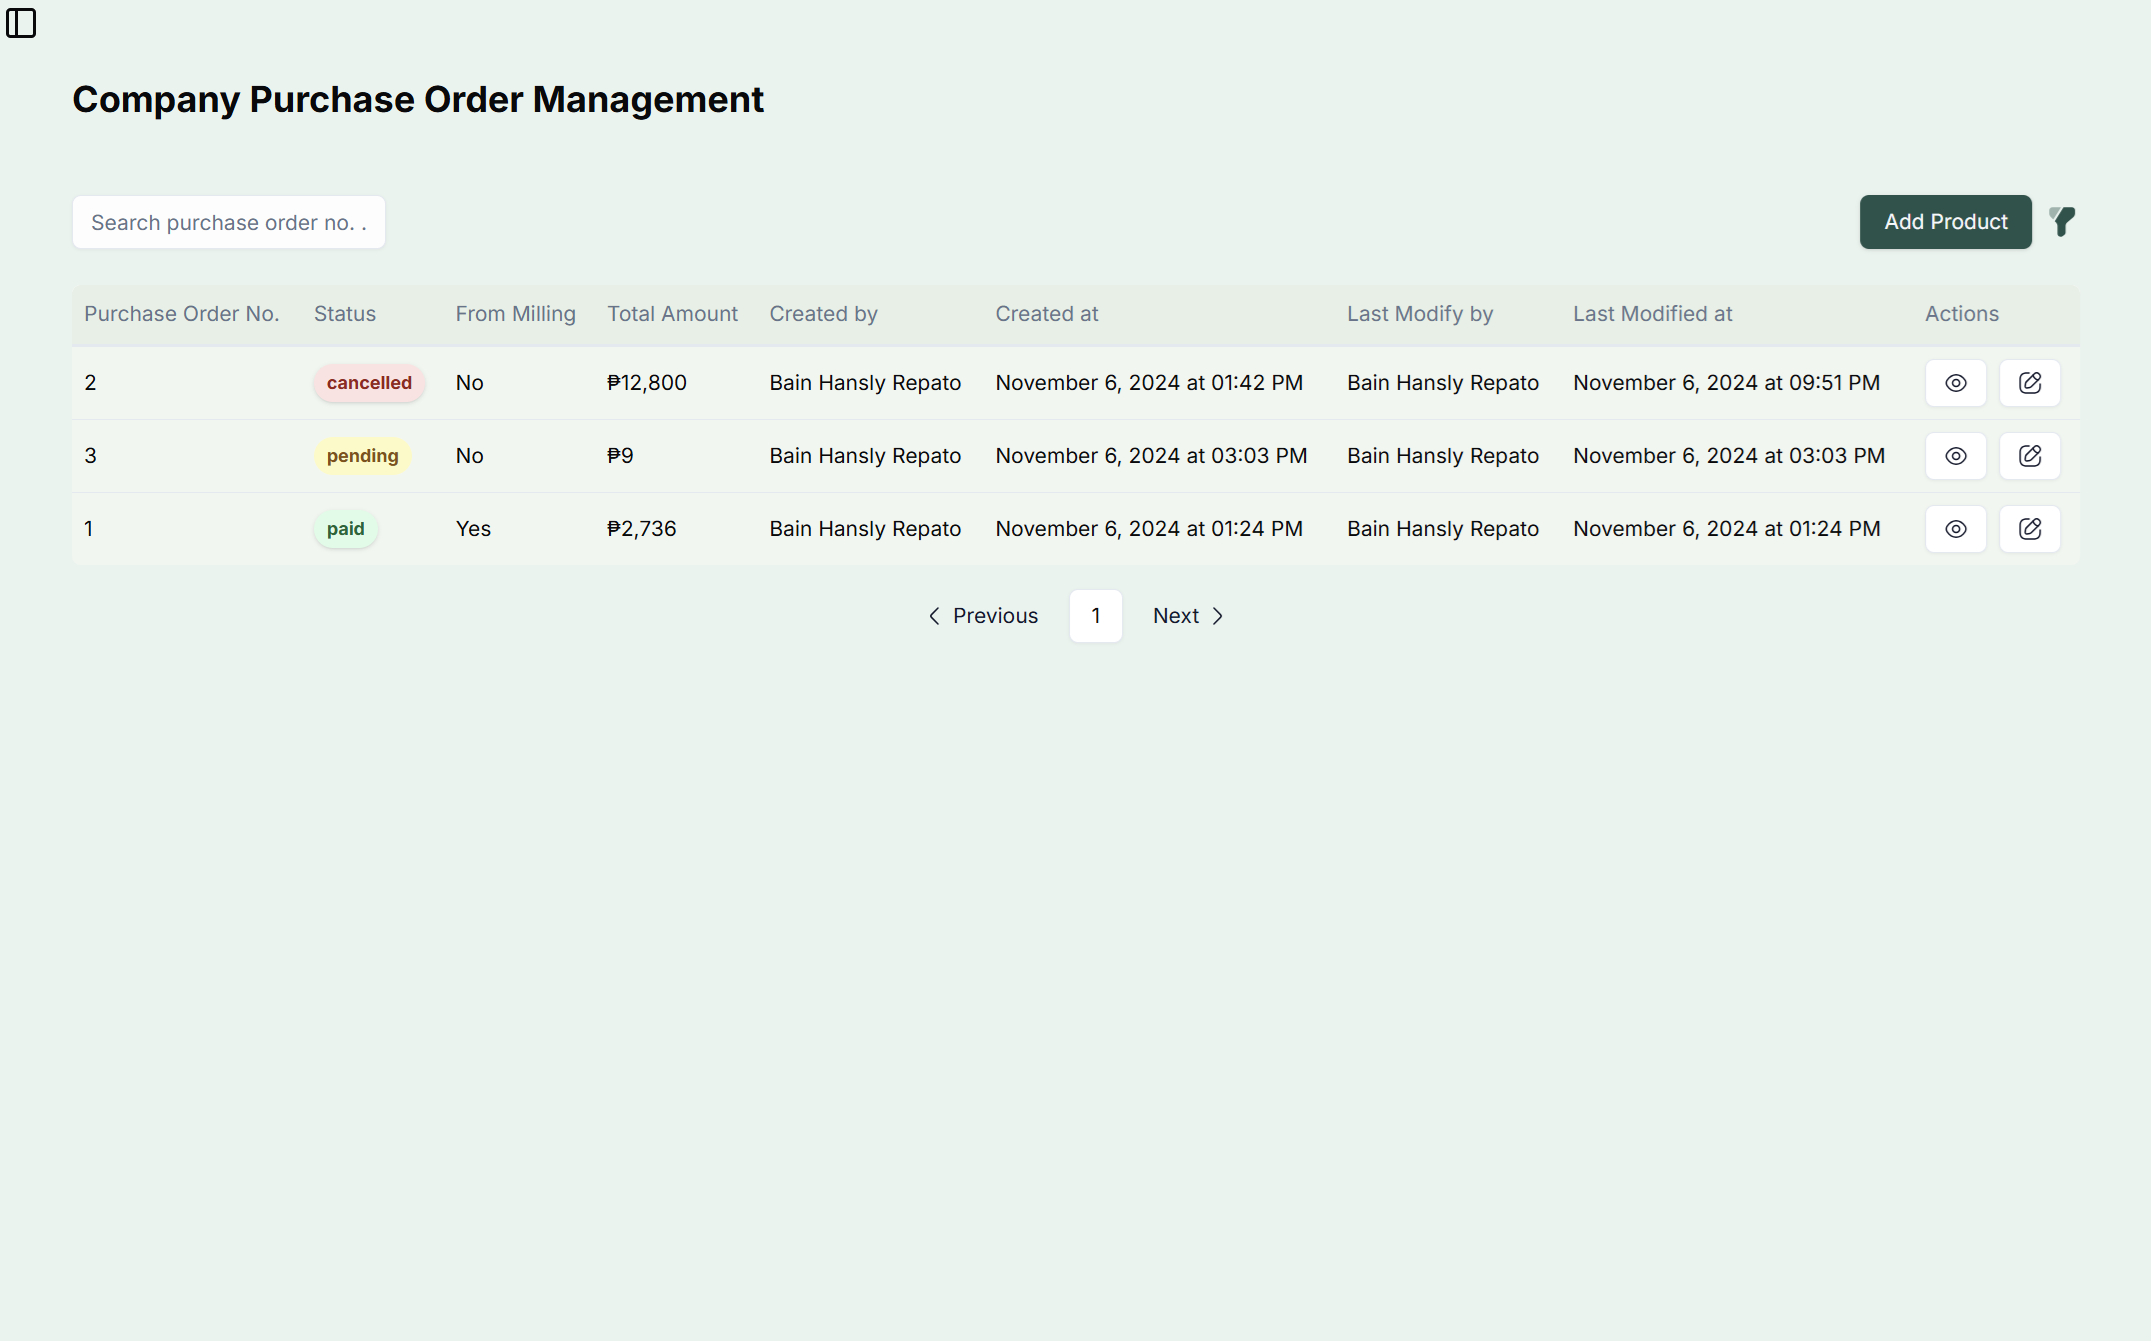 Company Purchase Order Management
Search purchase order no. .
Add Product
Purchase Order No. Status From Milling Total Amount Created by Created at Last Modify by Last Modified at Actions
2 cancelled No ₱12,800 Bain Hansly Repato November 6, 2024 at 01:42 PM Bain Hansly Repato November 6, 2024 at 09:51 PM
3 pending No ₱9 Bain Hansly Repato November 6, 2024 at 03:03 PM Bain Hansly Repato November 6, 2024 at 03:03 PM
1 paid Yes ₱2,736 Bain Hansly Repato November 6, 2024 at 01:24 PM Bain Hansly Repato November 6, 2024 at 01:24 PM
Previous 1 Next